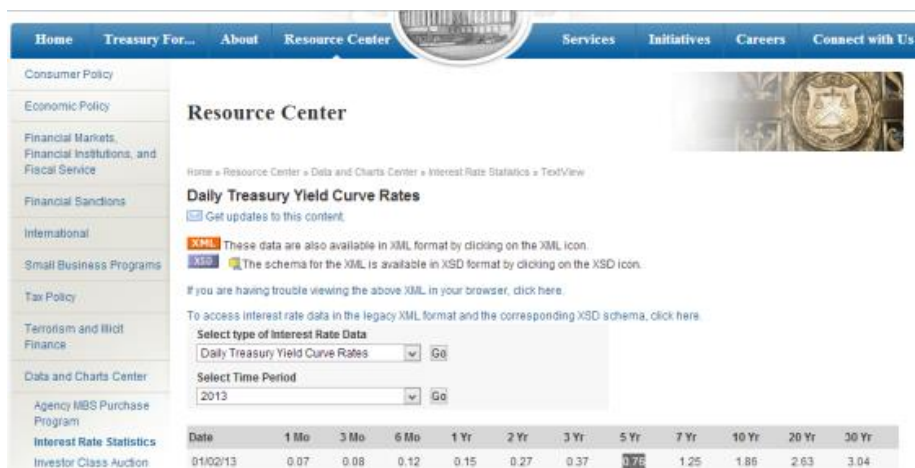 Home Treasury For... About Resource Center Services Initiatives Careers Connect with Us
Consumer Policy
Economic Policy
Financial Markets,
Financial Institutions, and
Fiscal Service
Financial Sanctions
International
Small Business Programs
Tax Policy
Terrorism and Illicit
Finance
Data and Charts Center
Agency MBS Purchase
Program
Interest Rate Statistics
Investor Class Auction
Resource Center
Home » Resource Center » Data and Charts Center » Interest Rate Statistics » TextView
Daily Treasury Yield Curve Rates
Get updates to this content.
XML These data are also available in XML format by clicking on the XML icon.
XSD The schema for the XML is available in XSD format by clicking on the XSD icon.
If you are having trouble viewing the above XML in your browser, click here.
To access interest rate data in the legacy XML format and the corresponding XSD schema, click here.
Select type of Interest Rate Data
Daily Treasury Yield Curve Rates Go
Select Time Period
2013 Go
Date 1 Mo 3 Mo 6 Mo 1 Yr 2 Yr 3 Yr 5 Yr 7 Yr 10 Yr 20 Yr 30 Yr
01/02/13 0.07 0.08 0.12 0.15 0.27 0.37 0.76 1.25 1.86 2.63 3.04